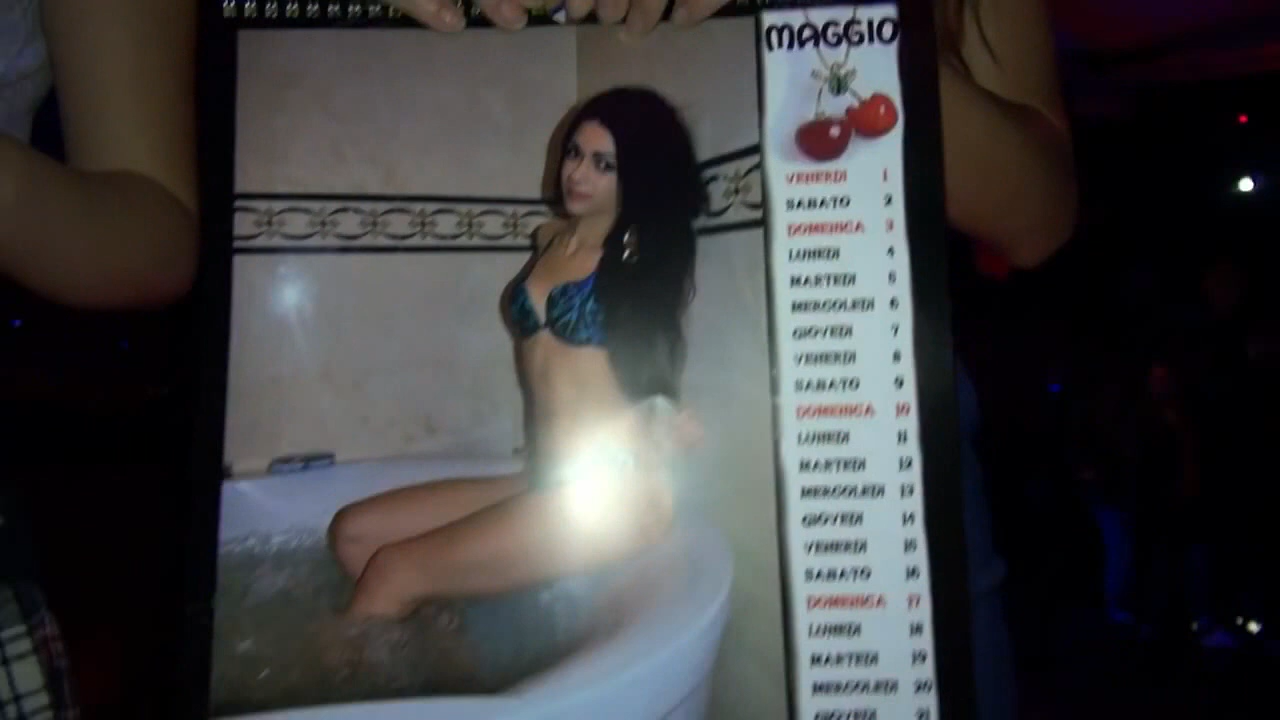 MAGGIO
VENERDI 1
SABATO 2
DOMENICA 3
LUNEDI 4
MARTEDI 5
MERCOLEDI 6
GIOVEDI 7
VENERDI 8
SABATO 9
DOMENICA 10
LUNEDI 11
MARTEDI 12
MERCOLEDI 13
GIOVEDI 14
VENERDI 15
SABATO 16
DOMENICA 17
LUNEDI 18
MARTEDI 19
MERCOLEDI 20
GIOVEDI 21